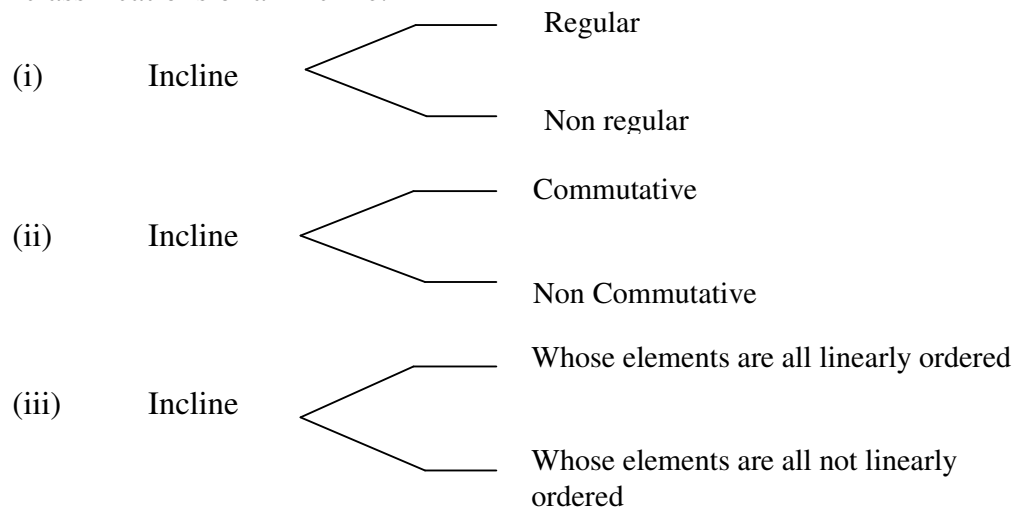 Regular
(i) Incline
Non regular
Commutative
(ii) Incline
Non Commutative
Whose elements are all linearly ordered
(iii) Incline
Whose elements are all not linearly
ordered